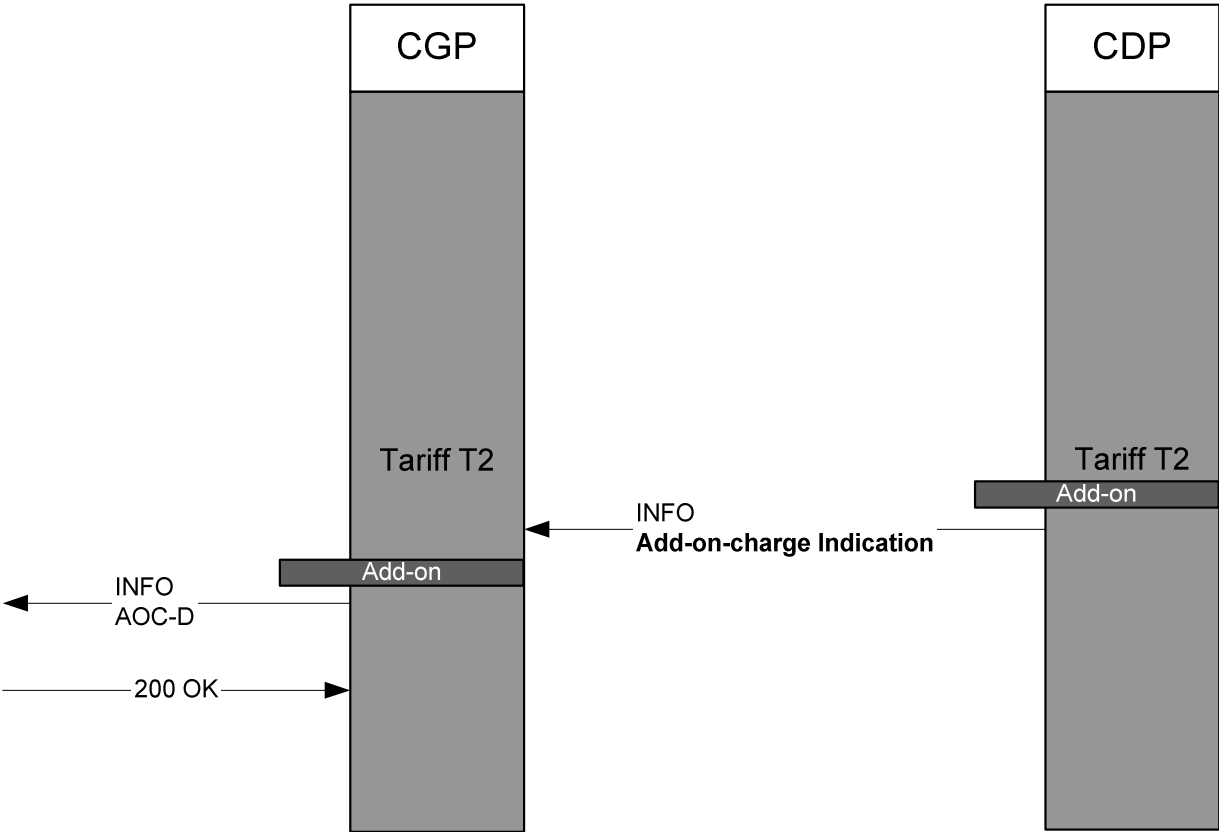 CGP
CDP
Tariff T2
Tariff T2
Add-on
INFO
Add-on-charge Indication
Add-on
INFO
AOC-D
200 OK